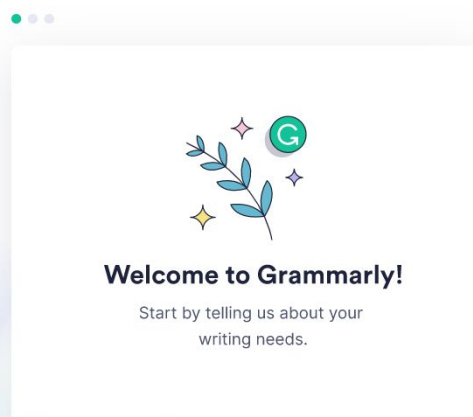 G
Welcome to Grammarly!
Start by telling us about your
writing needs.